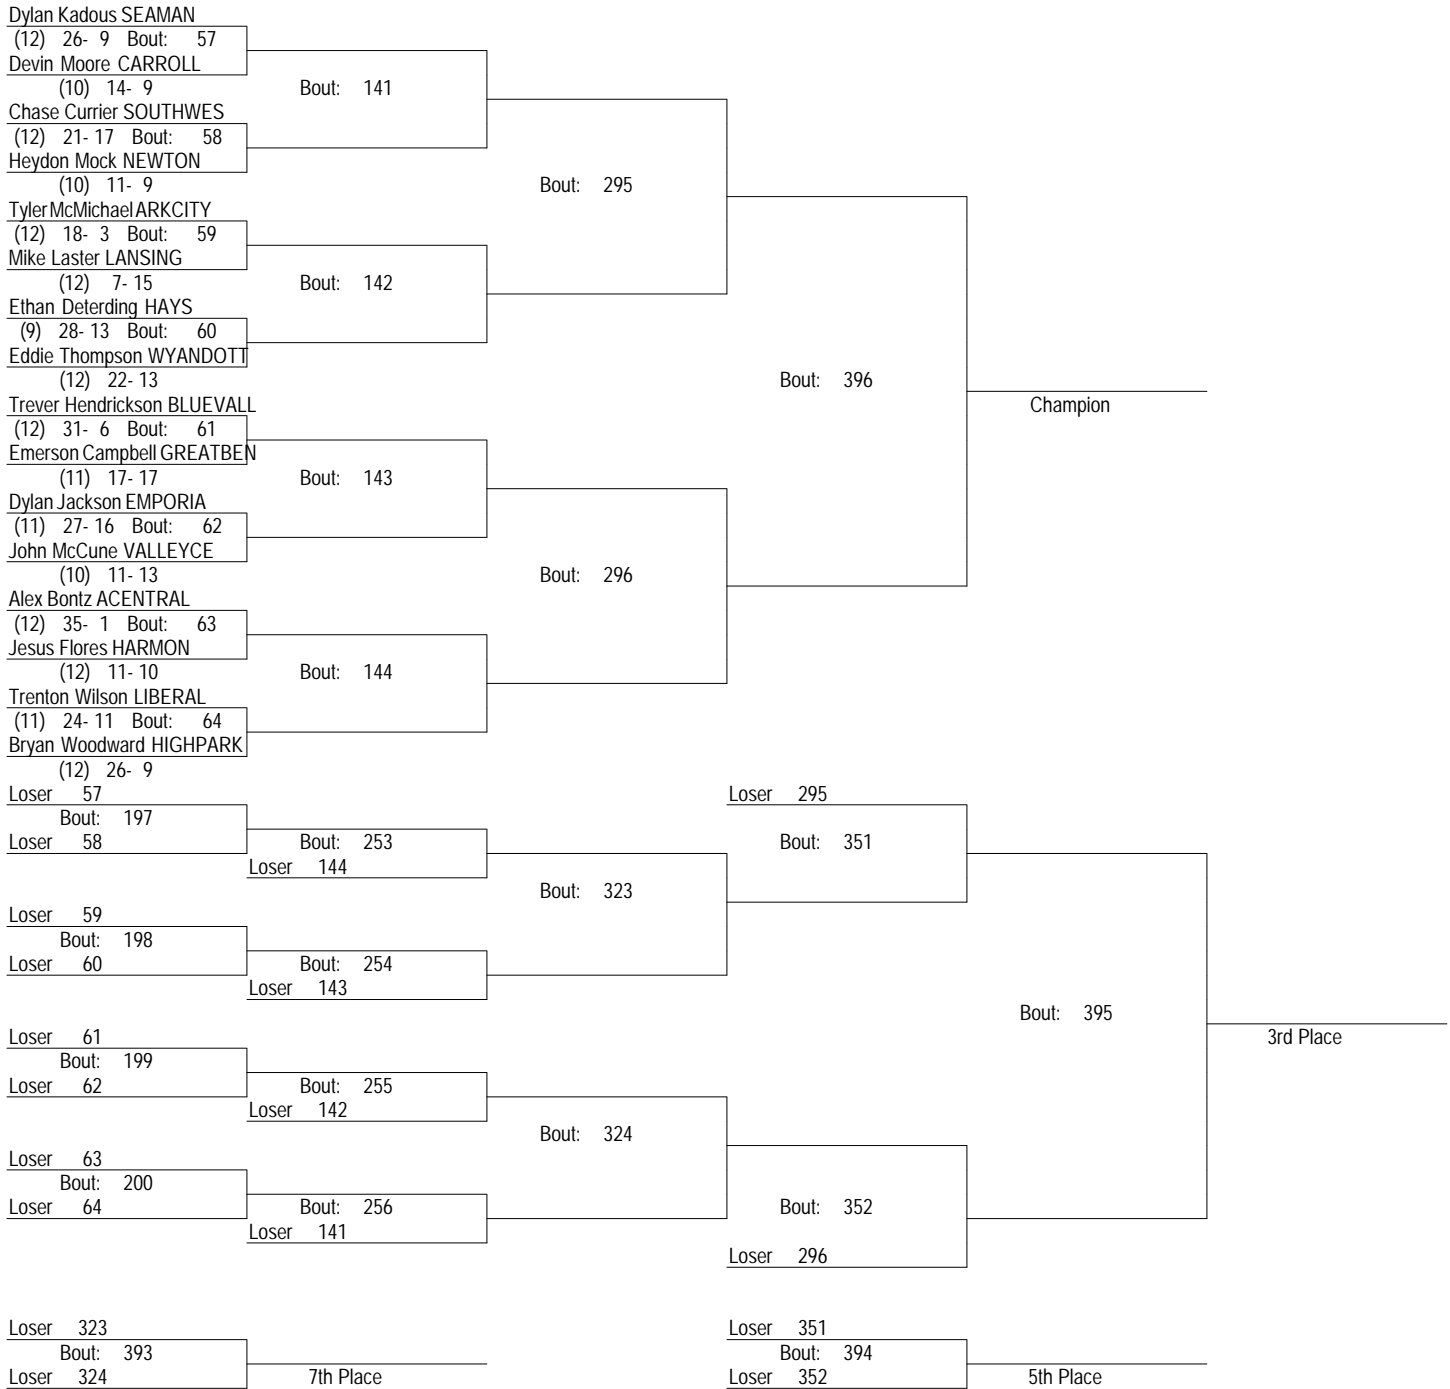 Dylan Kadous SEAMAN
(12) 26- 9 Bout: 57
Devin Moore CARROLL
(10) 14- 9 Bout: 141
Chase Currier SOUTHWES
(12) 21- 17 Bout: 58
Heydon Mock NEWTON
(10) 11- 9 Bout: 295
Tyler McMichael ARKCITY
(12) 18- 3 Bout: 59
Mike Laster LANSING
(12) 7- 15 Bout: 142
Ethan Deterding HAYS
(9) 28- 13 Bout: 60
Eddie Thompson WYANDOTT
(12) 22- 13 Bout: 396
Trever Hendrickson BLUEVALL Champion
(12) 31- 6 Bout: 61
Emerson Campbell GREATBEN
(11) 17- 17 Bout: 143
Dylan Jackson EMPORIA
(11) 27- 16 Bout: 62
John McCune VALLEYCE
(10) 11- 13 Bout: 296
Alex Bontz ACENTRAL
(12) 35- 1 Bout: 63
Jesus Flores HARMON
(12) 11- 10 Bout: 144
Trenton Wilson LIBERAL
(11) 24- 11 Bout: 64
Bryan Woodward HIGHPARK
(12) 26- 9
Loser 57 Loser 295
Bout: 197
Loser 58 Bout: 253 Bout: 351
Loser 144
Bout: 323
Loser 59
Bout: 198
Loser 60 Bout: 254
Loser 143
Bout: 395
Loser 61 3rd Place
Bout: 199
Loser 62 Bout: 255
Loser 142
Bout: 324
Loser 63
Bout: 200
Loser 64 Bout: 256 Bout: 352
Loser 141
Loser 296
Loser 323 Loser 351
Bout: 393 Bout: 394
Loser 324 7th Place Loser 352 5th Place